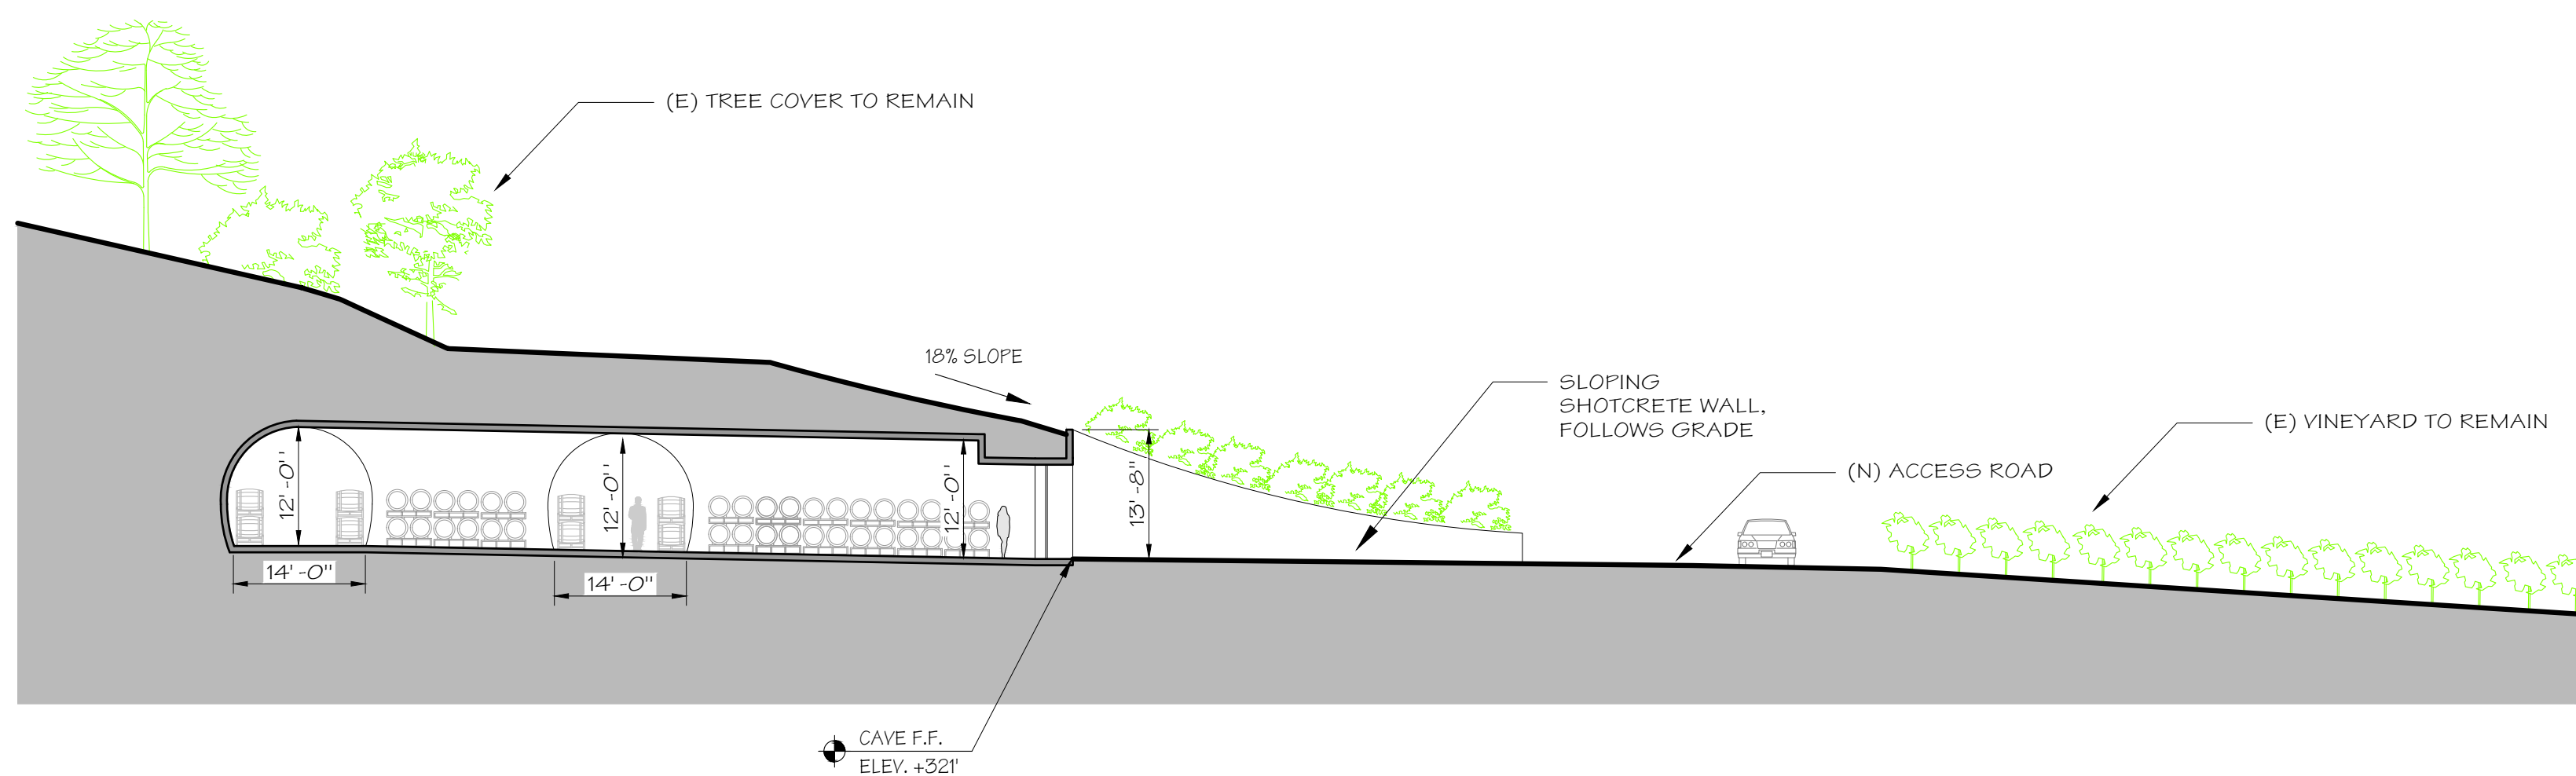 (E) TREE COVER TO REMAIN
18% SLOPE
SLOPING
SHOTCRETE WALL,
FOLLOWS GRADE
(E) VINEYARD TO REMAIN
(N) ACCESS ROAD
12'-0"
12'-0"
12'-0"
13'-8"
14'-0"
14'-0"
CAVE F.F.
ELEV. +321'